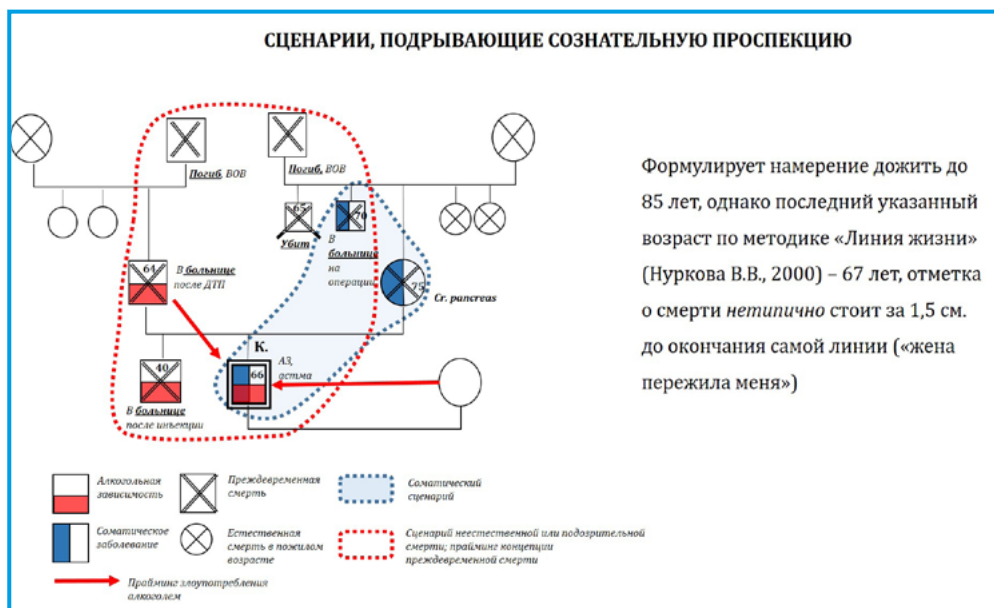 СЦЕНАРИИ, ПОДРЫВАЮЩИЕ СОЗНАТЕЛЬНУЮ ПРОСПЕКЦИЮ
Погиб, ВОВ
Погиб, ВОВ
65
Убит
70
В
больнице
на
операции
64
В больнице
после ДТП
75
Cr. pancreas
К.
40
66
АЗ,
астма
В больнице
после инъекции
Формулирует намерение дожить до
85 лет, однако последний указанный
возраст по методике «Линия жизни»
(Нуркова В.В., 2000) – 67 лет, отметка
о смерти нетипично стоит за 1,5 см.
до окончания самой линии («жена
пережила меня»)
Алкогольная
зависимость
Преждевременная
смерть
Соматический
сценарий
Соматическое
заболевание
Естественная
смерть в пожилом
возрасте
Сценарий неестественной или подозрительной
смерти; прайминг концепции
преждевременной смерти
Прайминг злоупотребления
алкоголем